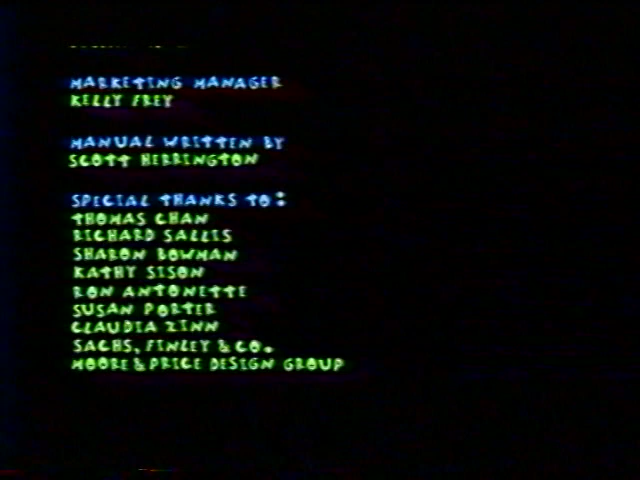 MARKETING MANAGER
KELLY FREY
MANUAL WRITTEN BY
SCOTT HERRINGTON
SPECIAL THANKS TO:
THOMAS CHAN
RICHARD SALLIS
SHARON BOWMAN
KATHY SISON
RON ANTONETTE
SUSAN PORTER
CLAUDIA ZINN
SACHS, FINLEY & CO.
MOORE & PRICE DESIGN GROUP